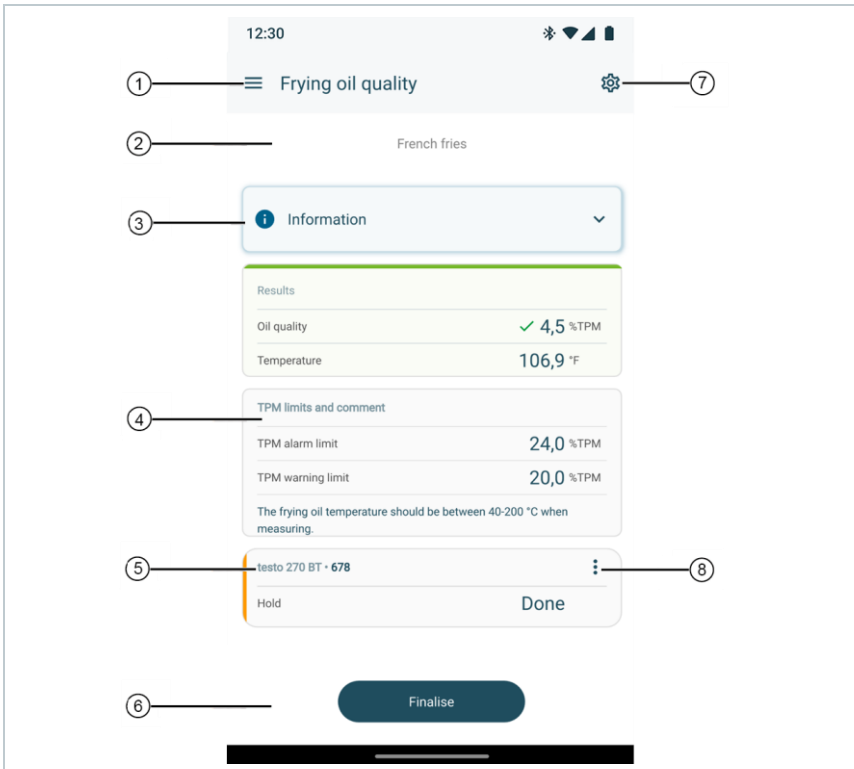 12:30
1 Frying oil quality 7
2 French fries
3 Information
Results
Oil quality 4,5 %TPM
Temperature 106,9 °F
4 TPM limits and comment
TPM alarm limit 24,0 %TPM
TPM warning limit 20,0 %TPM
The frying oil temperature should be between 40-200 °C when
measuring.
5 testo 270 BT • 678 8
Hold Done
6 Finalise